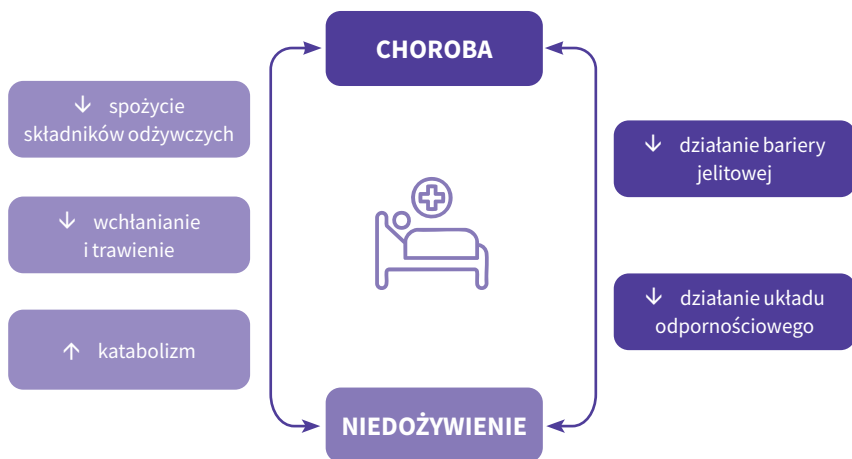 CHOROBA
↓ spożycie
składników odżywczych
↓ wchłanianie
i trawienie
↑ katabolizm
↓ działanie bariery
jelitowej
↓ działanie układu
odpornościowego
NIEDOŻYWIENIE